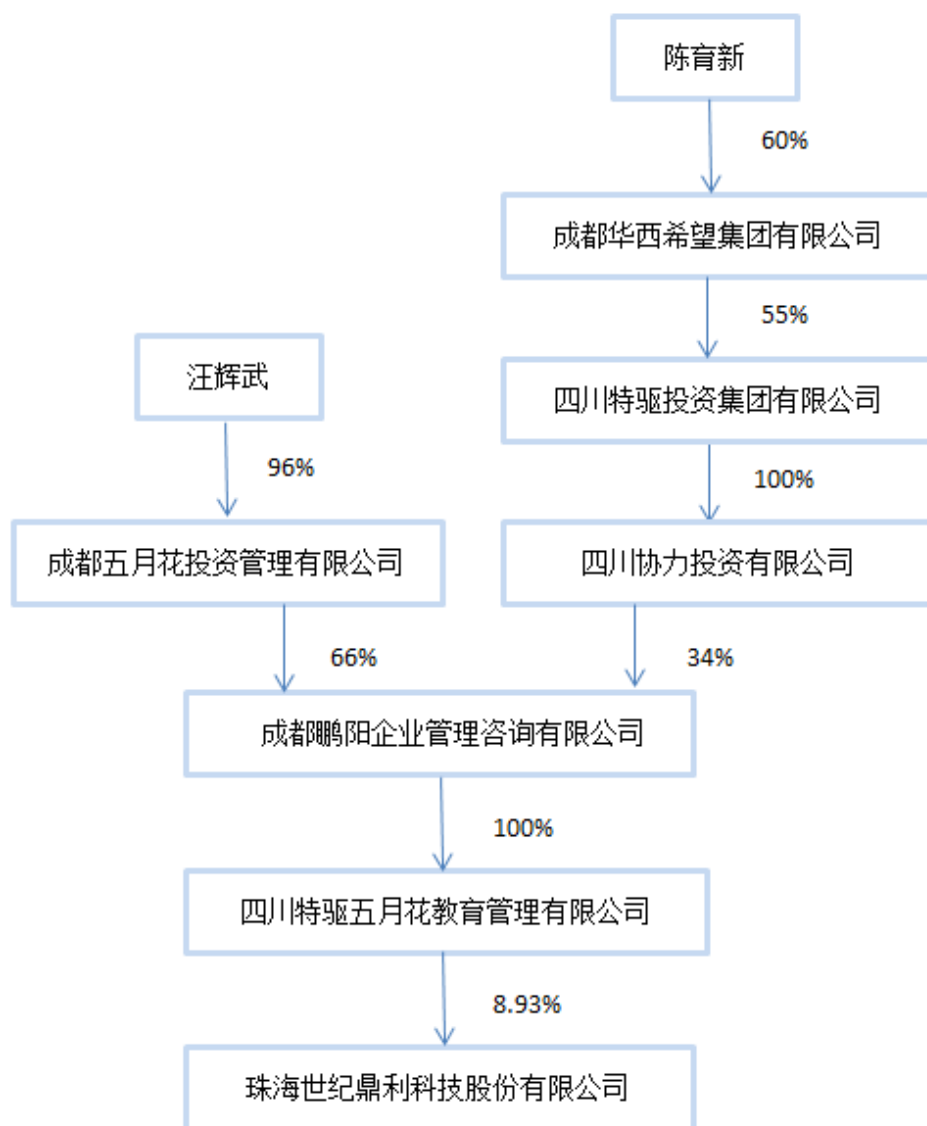 陈育新
60%
成都华西希望集团有限公司
55%
汪辉武
四川特驱投资集团有限公司
96%
100%
成都五月花投资管理有限公司
四川协力投资有限公司
66%
34%
成都鹏阳企业管理咨询有限公司
100%
四川特驱五月花教育管理有限公司
8.93%
珠海世纪鼎利科技股份有限公司